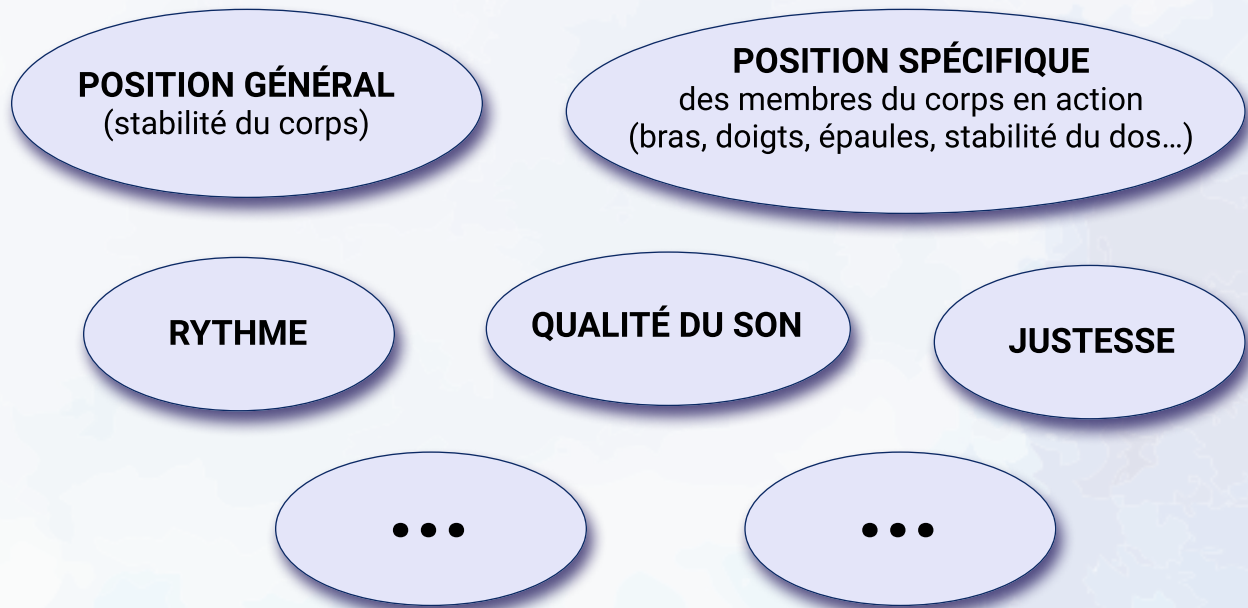 POSITION GÉNÉRAL
(stabilité du corps)
POSITION SPÉCIFIQUE
des membres du corps en action
(bras, doigts, épaules, stabilité du dos…)
RYTHME
QUALITÉ DU SON
JUSTESSE
…
…